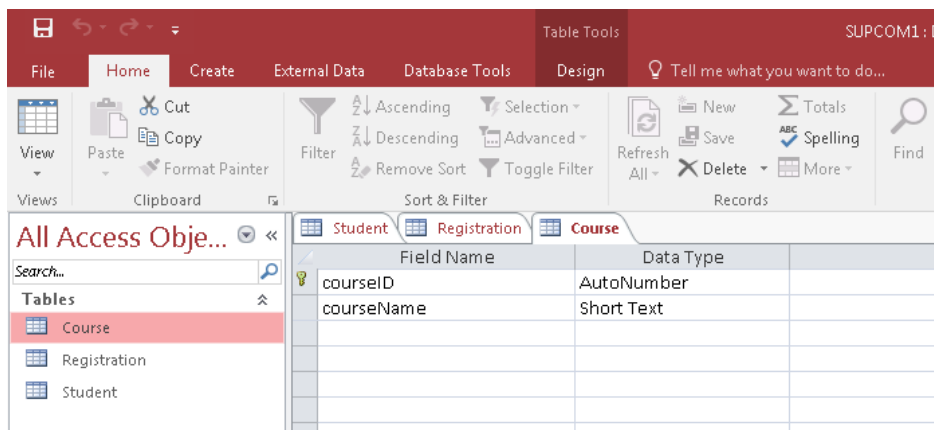 Table Tools SUPCOM1 :
File Home Create External Data Database Tools Design Tell me what you want to do...
View
Paste
Cut
Copy
Format Painter
Filter
Ascending
Descending
Remove Sort
Selection
Advanced
Toggle Filter
Refresh
All
New
Save
Delete
Totals
Spelling
More
Find
Views Clipboard Sort & Filter Records
All Access Obje...
Search...
Tables
Course
Registration
Student
Student Registration Course
Field Name Data Type
courseID AutoNumber
courseName Short Text